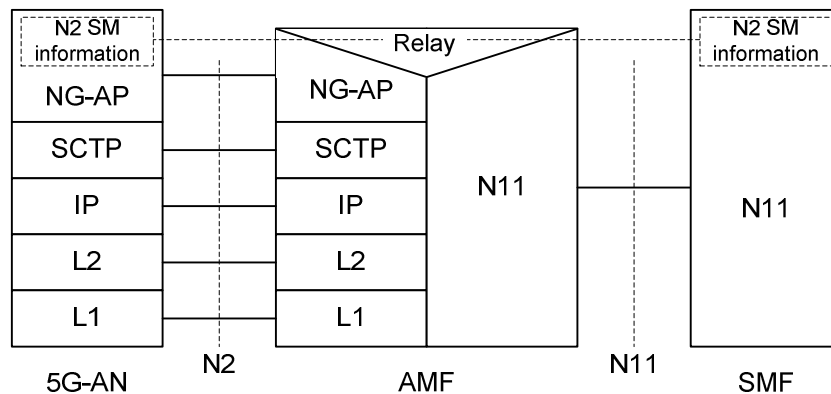 N2 SM
information
NG-AP
SCTP
IP
L2
L1
5G-AN
N2
Relay
NG-AP
SCTP
IP
L2
L1
N11
AMF
N11
N2 SM
information
N11
SMF